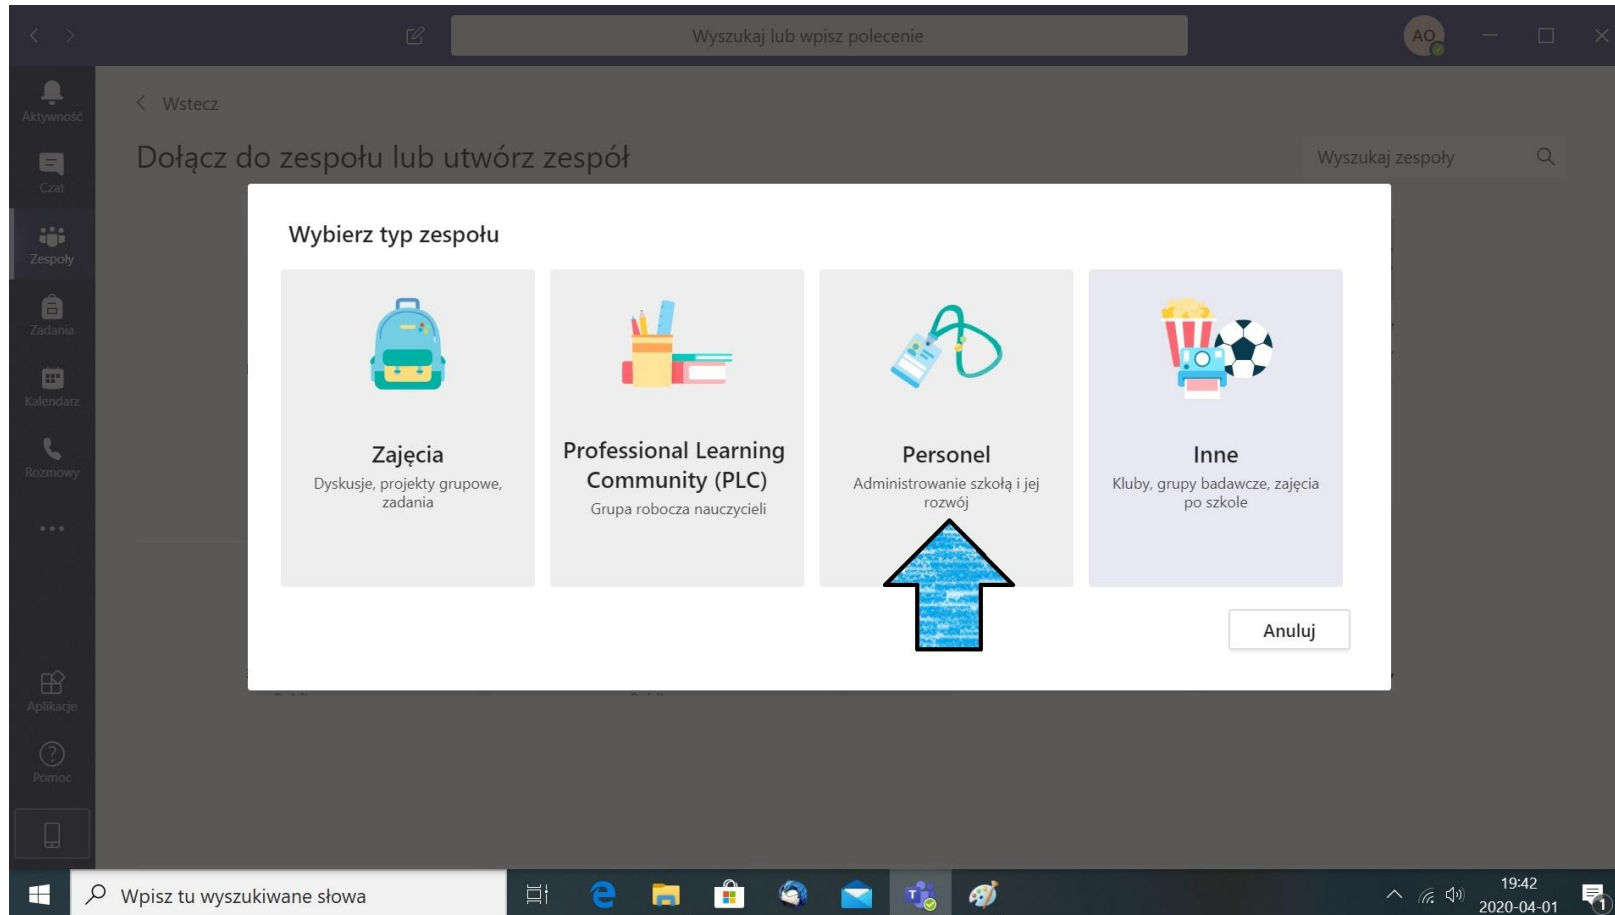 Wyszukaj lub wpisz polecenie
AO
Aktywność
Wstecz
Dołącz do zespołu lub utwórz zespół
Wyszukaj zespoły
Czat
Zespoły
Zadania
Kalendarz
Rozmowy
Wybierz typ zespołu
Zajęcia
Dyskusje, projekty grupowe,
zadania
Professional Learning
Community (PLC)
Grupa robocza nauczycieli
Personel
Administrowanie szkołą i jej
rozwój
Inne
Kluby, grupy badawcze, zajęcia
po szkole
Anuluj
Aplikacje
Pomoc
Wpisz tu wyszukiwane słowa
19:42
2020-04-01
1